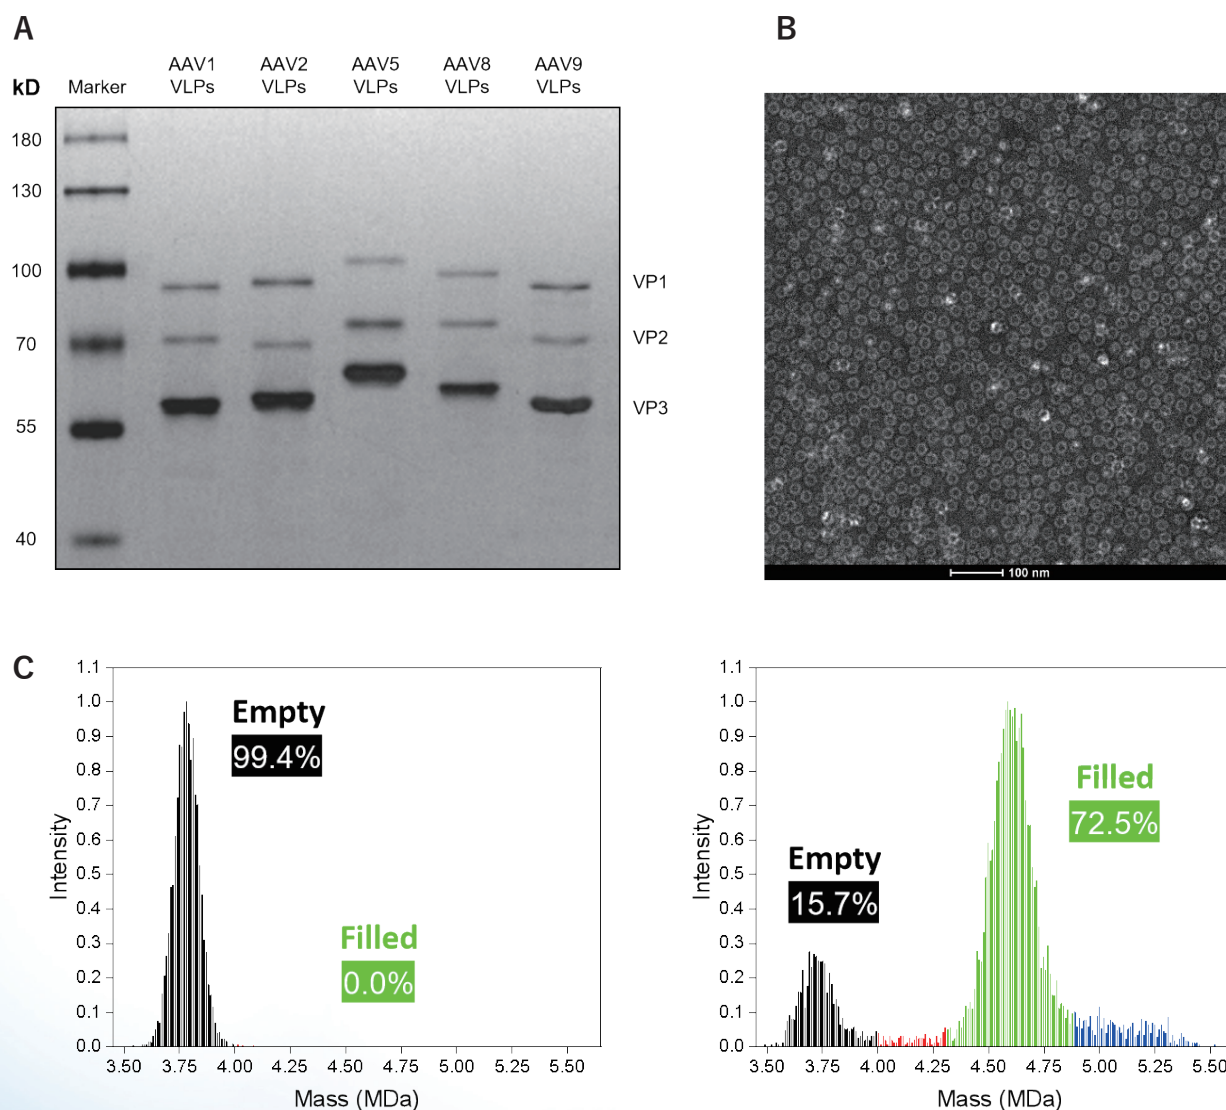 A
B
kD
Marker
AAV1 VLPs
AAV2 VLPs
AAV5 VLPs
AAV8 VLPs
AAV9 VLPs
180
130
100
70
55
40
VP1
VP2
VP3
100 nm
C
1.1
1.0
0.9
0.8
0.7
0.6
0.5
0.4
0.3
0.2
0.1
0.0
Intensity
Empty
99.4%
Filled
0.0%
3.50 3.75 4.00 4.25 4.50 4.75 5.00 5.25 5.50
Mass (MDa)
1.1
1.0
0.9
0.8
0.7
0.6
0.5
0.4
0.3
0.2
0.1
0.0
Intensity
Empty
15.7%
Filled
72.5%
3.50 3.75 4.00 4.25 4.50 4.75 5.00 5.25 5.50
Mass (MDa)